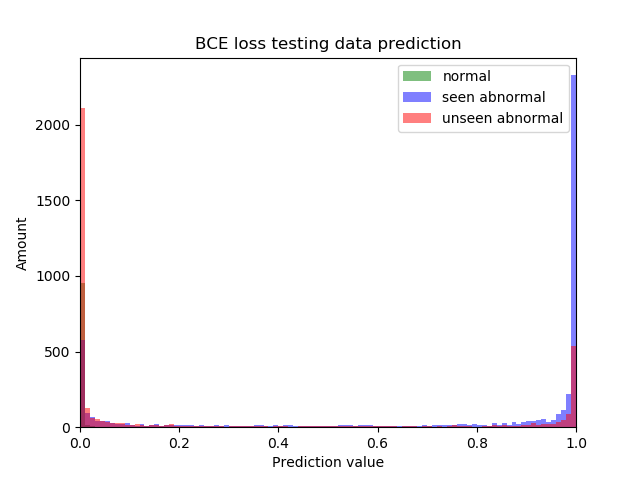 BCE loss testing data prediction
normal
seen abnormal
unseen abnormal
Amount
2000
1500
1000
500
0
0.0 0.2 0.4 0.6 0.8 1.0
Prediction value